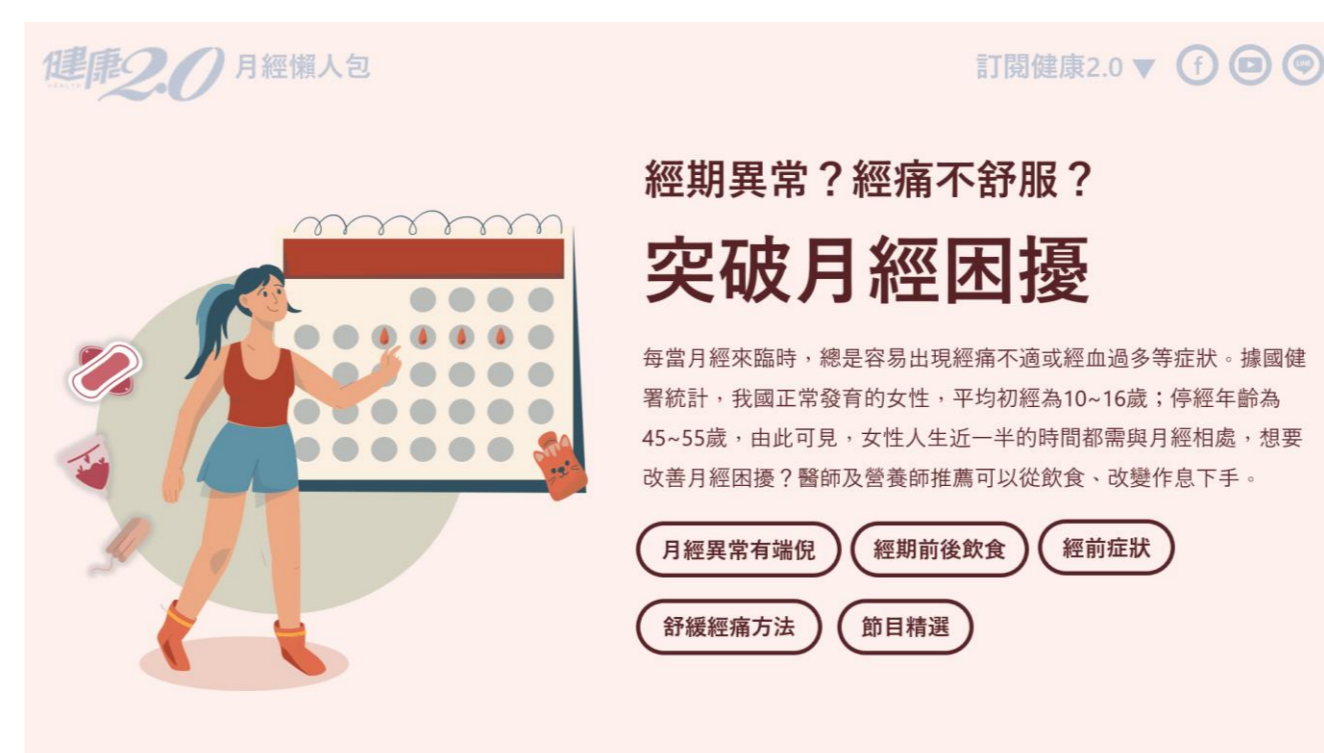 健康2.0 月經懶人包
HEALTH
訂閱健康2.0 ▼
LINE
經期異常？經痛不舒服？
突破月經困擾
每當月經來臨時，總是容易出現經痛不適或經血過多等症狀。據國健
署統計，我國正常發育的女性，平均初經為10~16歲；停經年齡為
45~55歲，由此可見，女性人生近一半的時間都需與月經相處，想要
改善月經困擾？醫師及營養師推薦可以從飲食、改變作息下手。
月經異常有端倪
經期前後飲食
經前症狀
舒緩經痛方法
節目精選